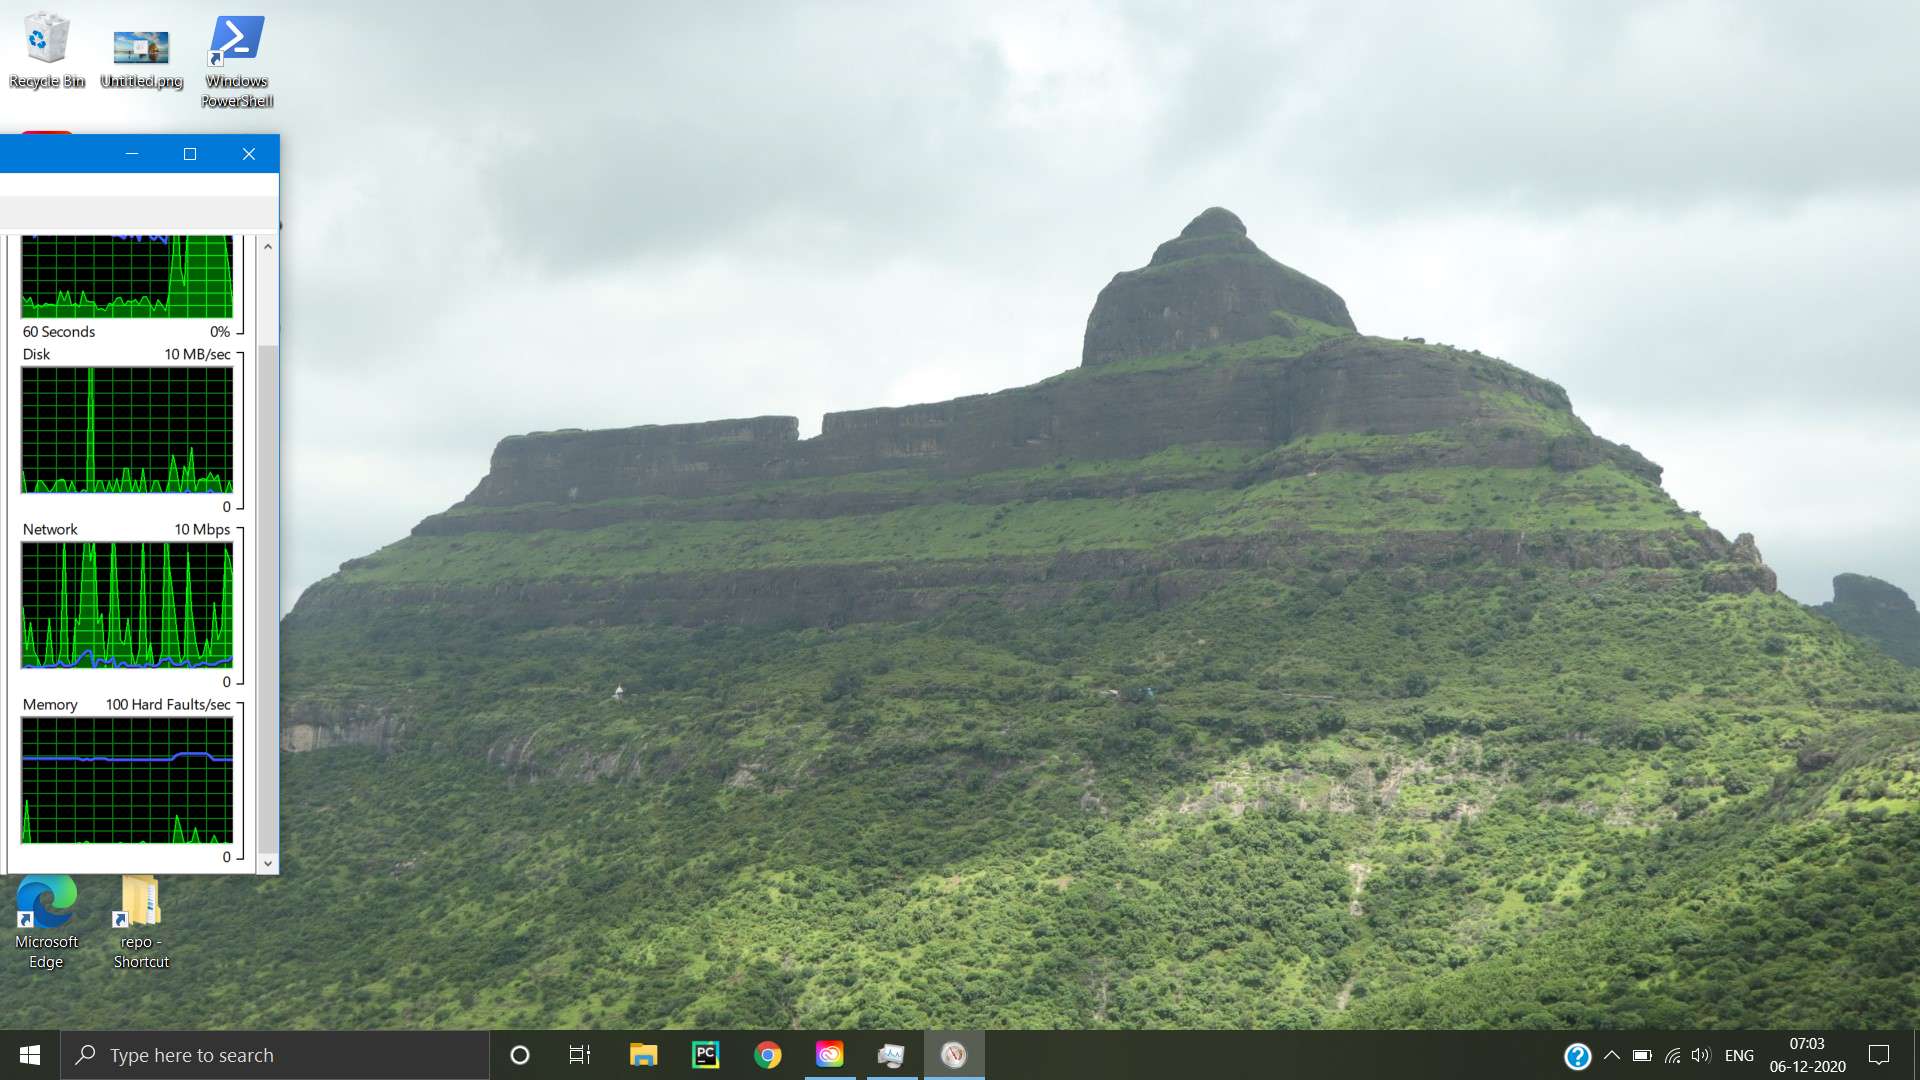 Recycle Bin
Untitled.png
Windows
PowerShell
60 Seconds 0%
Disk 10 MB/sec
0
Network 10 Mbps
0
Memory 100 Hard Faults/sec
0
Microsoft
Edge
repo -
Shortcut
Type here to search
PC
ENG
07:03
06-12-2020